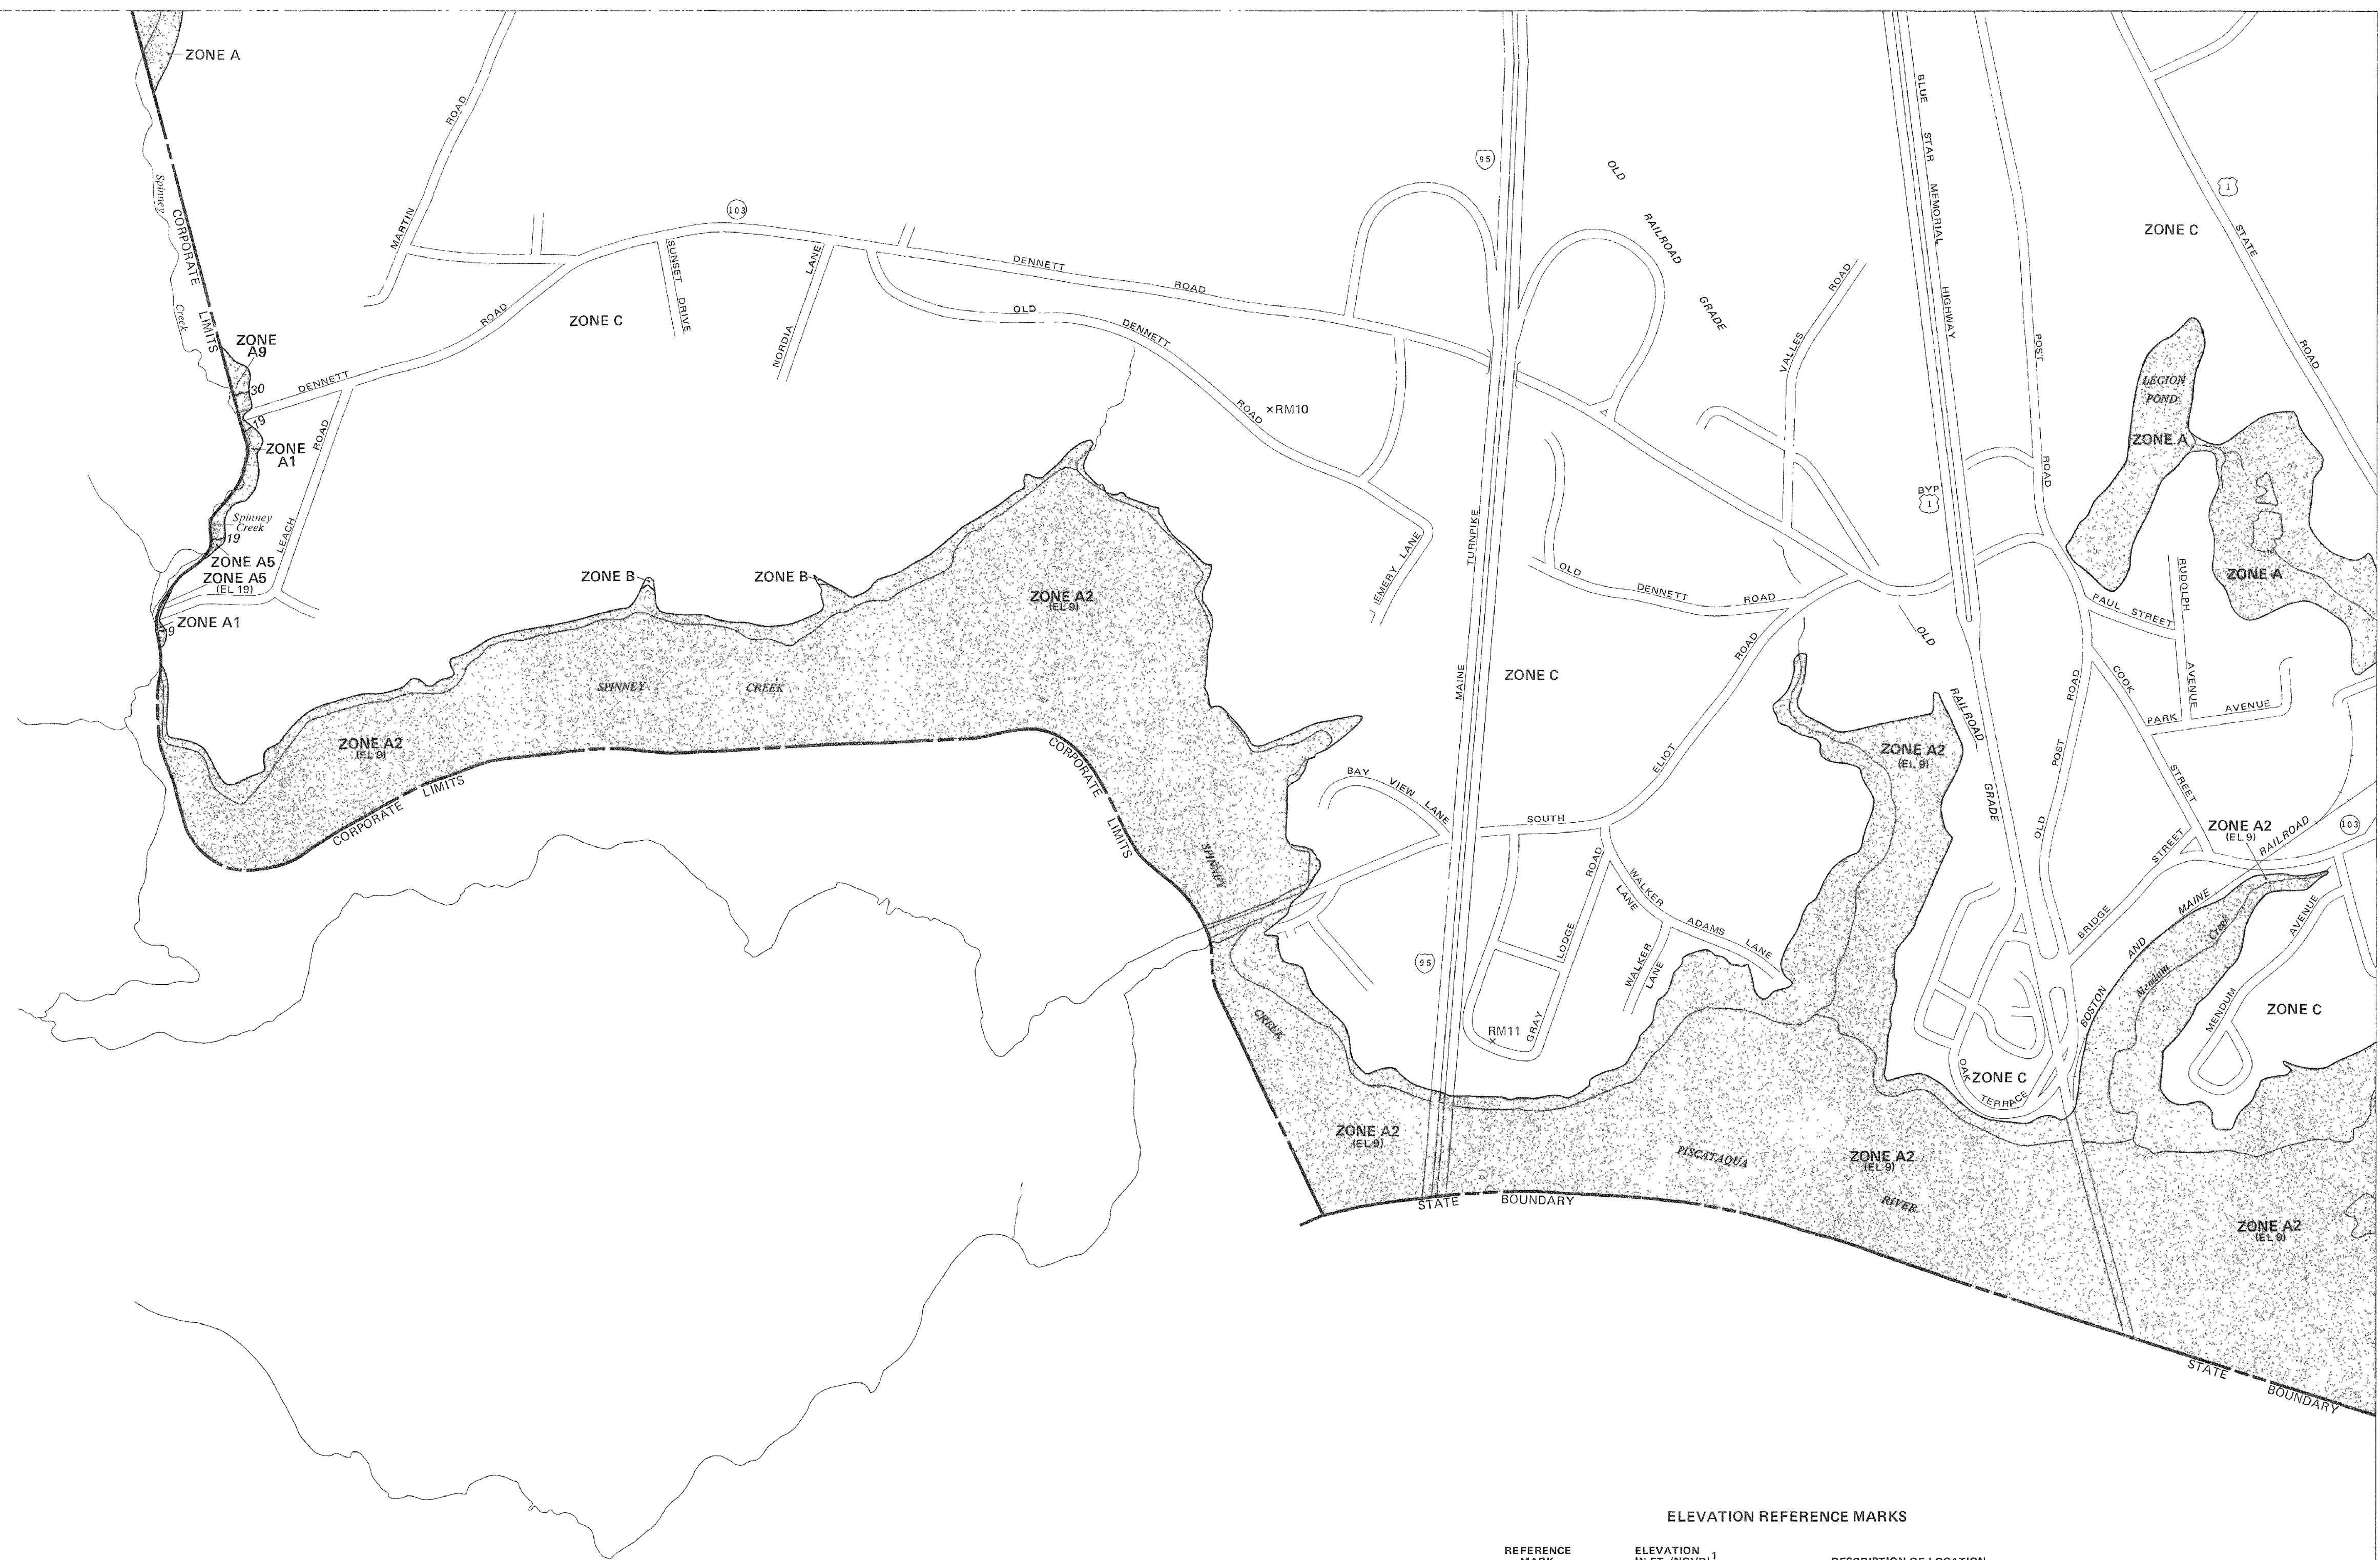 ZONE A
ROAD
MARTIN
Spinney
Creek
CORPORATE
LIMITS
103
SUNSET
DRIVE
NORDIA
LANE
DENNETT
ROAD
OLD
DENNETT
ROAD
×RM10
ZONE C
ROAD
DENNETT
ZONE
A9
30
19
ZONE
A1
ROAD
LEACH
Spinney
Creek
19
ZONE A5
ZONE A5
(EL 19)
ZONE A1
9
ZONE B
ZONE B
ZONE A2
(EL 9)
SPINNEY
CREEK
ZONE A2
(EL 9)
CORPORATE
LIMITS
CORPORATE
LIMITS
95
OLD
RAILROAD
GRADE
BLUE
STAR
MEMORIAL
HIGHWAY
ZONE C
1
STATE
ROAD
VALLES
ROAD
POST
ROAD
LEGION
POND
ZONE A
BYP
1
ZONE A
TURNPIKE
MAINE
EMERY
LANE
OLD
DENNETT
ROAD
ZONE C
ROAD
ELIOT
OLD
RAILROAD
GRADE
PAUL STREET
RUDOLPH
AVENUE
COOK
STREET
PARK
AVENUE
ROAD
POST
OLD
ZONE A2
(EL 9)
BAY
VIEW
LANE
SOUTH
SPINNEY
CREEK
ROAD
LODGE
GRAY
WALKER
LANE
ADAMS
LANE
WALKER
LANE
95
RM11
×
ZONE A2
(EL 9)
RAILROAD
103
STREET
BRIDGE
MAINE
AND
BOSTON
Mendum
Creek
AVENUE
MENDUM
ZONE C
OAK
TERRACE
ZONE C
ZONE A2
(EL 9)
PISCATAQUA
RIVER
ZONE A2
(EL 9)
ZONE A2
(EL 9)
STATE
BOUNDARY
STATE
BOUNDARY
ELEVATION REFERENCE MARKS
REFERENCE
ELEVATION